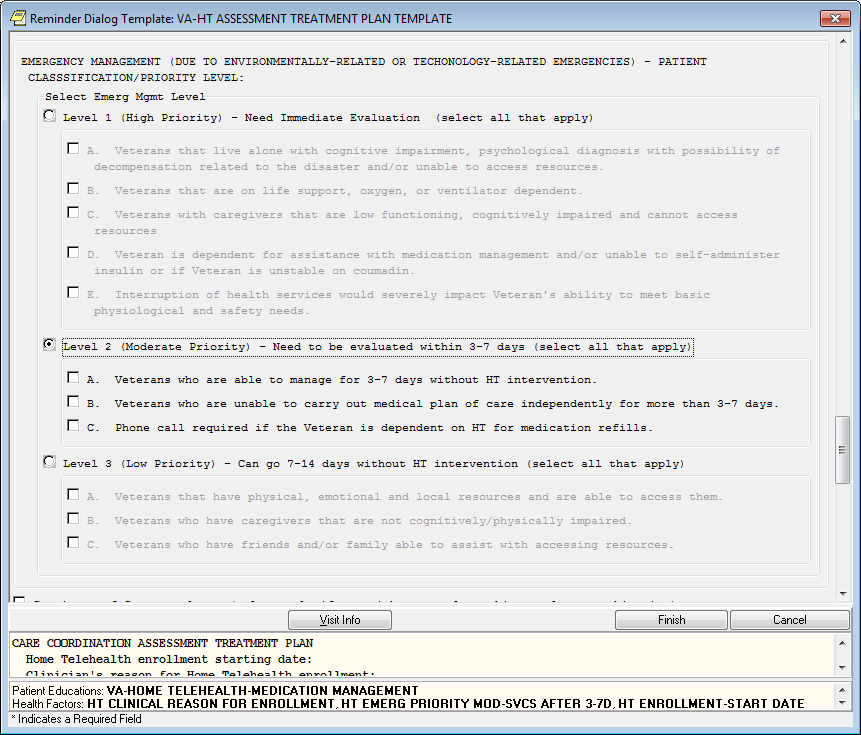 Reminder Dialog Template: VA-HT ASSESSMENT TREATMENT PLAN TEMPLATE
EMERGENCY MANAGEMENT (DUE TO ENVIRONMENTALLY-RELATED OR TECHONOLOGY-RELATED EMERGENCIES) - PATIENT
CLASSSIFICATION/PRIORITY LEVEL:
Select Emerg Mgmt Level
Level 1 (High Priority) - Need Immediate Evaluation (select all that apply)
A. Veterans that live alone with cognitive impairment, psychological diagnosis with possibility of
decompensation related to the disaster and/or unable to access resources.
B. Veterans that are on life support, oxygen, or ventilator dependent.
C. Veterans with caregivers that are low functioning, cognitively impaired and cannot access
resources
D. Veteran is dependent for assistance with medication management and/or unable to self-administer
insulin or if Veteran is unstable on coumadin.
E. Interruption of health services would severely impact Veteran's ability to meet basic
physiological and safety needs.
Level 2 (Moderate Priority) - Need to be evaluated within 3-7 days (select all that apply)
A. Veterans who are able to manage for 3-7 days without HT intervention.
B. Veterans who are unable to carry out medical plan of care independently for more than 3-7 days.
C. Phone call required if the Veteran is dependent on HT for medication refills.
Level 3 (Low Priority) - Can go 7-14 days without HT intervention (select all that apply)
A. Veterans that have physical, emotional and local resources and are able to access them.
B. Veterans who have caregivers that are not cognitively/physically impaired.
C. Veterans who have friends and/or family able to assist with accessing resources.
Visit Info Finish Cancel
CARE COORDINATION ASSESSMENT TREATMENT PLAN
Home Telehealth enrollment starting date:
Clinician's reason for Home Telehealth enrollment:
Patient Educations: VA-HOME TELEHEALTH-MEDICATION MANAGEMENT
Health Factors: HT CLINICAL REASON FOR ENROLLMENT, HT EMERG PRIORITY MOD-SVCS AFTER 3-7D, HT ENROLLMENT-START DATE
* Indicates a Required Field